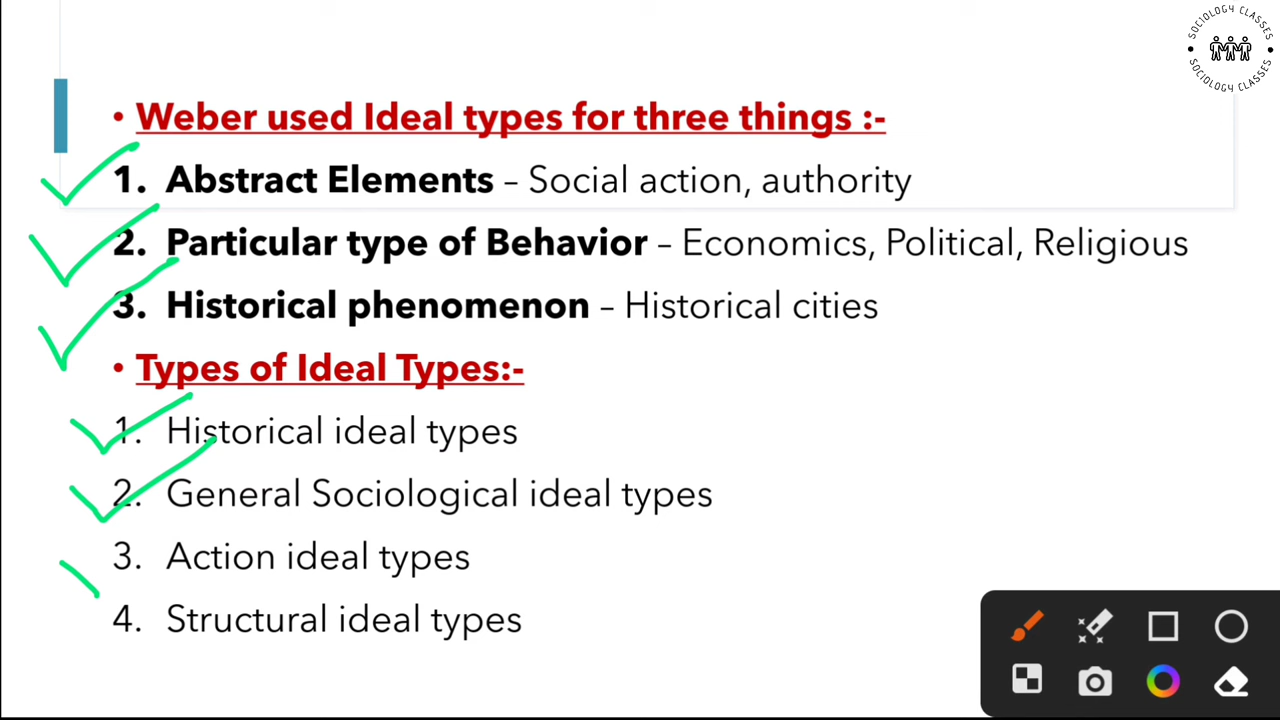 SOCIOLOGY CLASSES
SOCIOLOGY CLASSES
• Weber used Ideal types for three things :-
1. Abstract Elements – Social action, authority
2. Particular type of Behavior – Economics, Political, Religious
3. Historical phenomenon – Historical cities
• Types of Ideal Types:-
1. Historical ideal types
2. General Sociological ideal types
3. Action ideal types
4. Structural ideal types